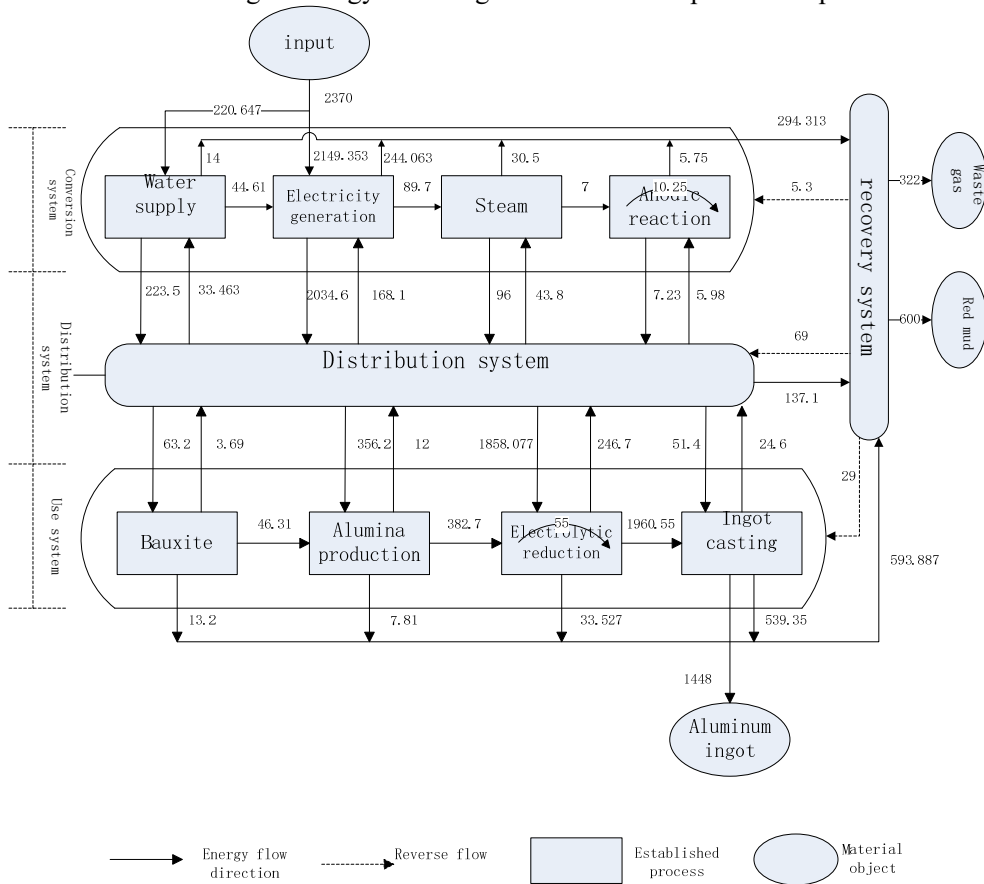 input
2370
220.647
294.313
14
2149.353
244.063
30.5
5.75
Conversion
system
Water
supply
44.61
Electricity
generation
89.7
Steam
7
10.25
Anodic
reaction
5.3
recovery system
322
Waste
gas
223.5
33.463
2034.6
168.1
96
43.8
7.23
5.98
600
Red mud
Distribution
system
Distribution system
69
137.1
63.2
3.69
356.2
12
1858.077
246.7
51.4
24.6
29
Use system
Bauxite
46.31
Alumina
production
382.7
55
Electrolytic
reduction
1960.55
Ingot
casting
593.887
13.2
7.81
33.527
539.35
1448
Aluminum
ingot
Energy flow
direction
Reverse flow
Established
process
Material
object